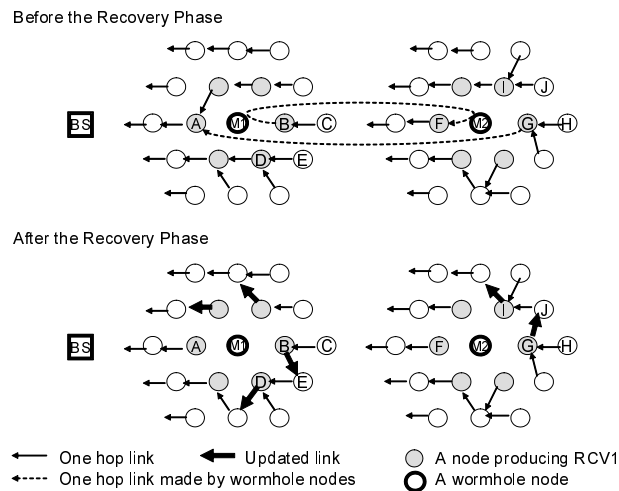 Before the Recovery Phase
I J
BS A M1 B C F M2 G H
D E
After the Recovery Phase
I J
BS A M1 B C F M2 G H
D E
One hop link Updated link A node producing RCV1
One hop link made by wormhole nodes A wormhole node